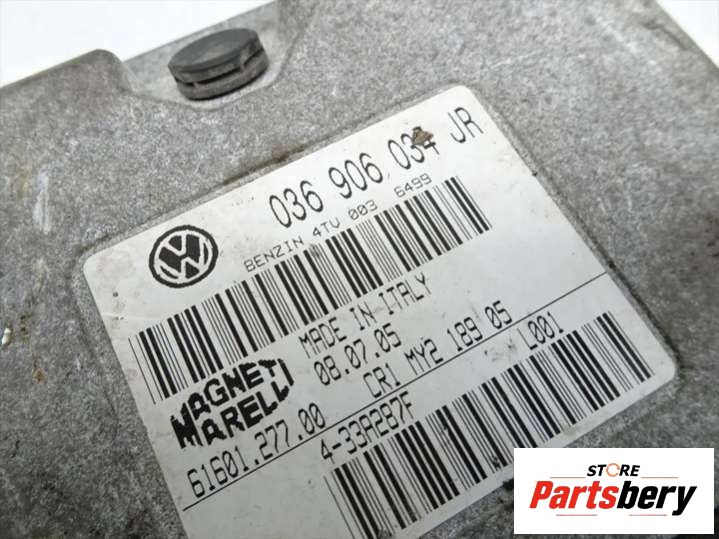 036 906 034 JR
BENZIN 4TV 003 6499
MADE IN ITALY
08.07.05
CR1 MY2 189 05
L001
MAGNETI
MARELLI
61601.277.00
4-33A287F
STORE
Partsbery